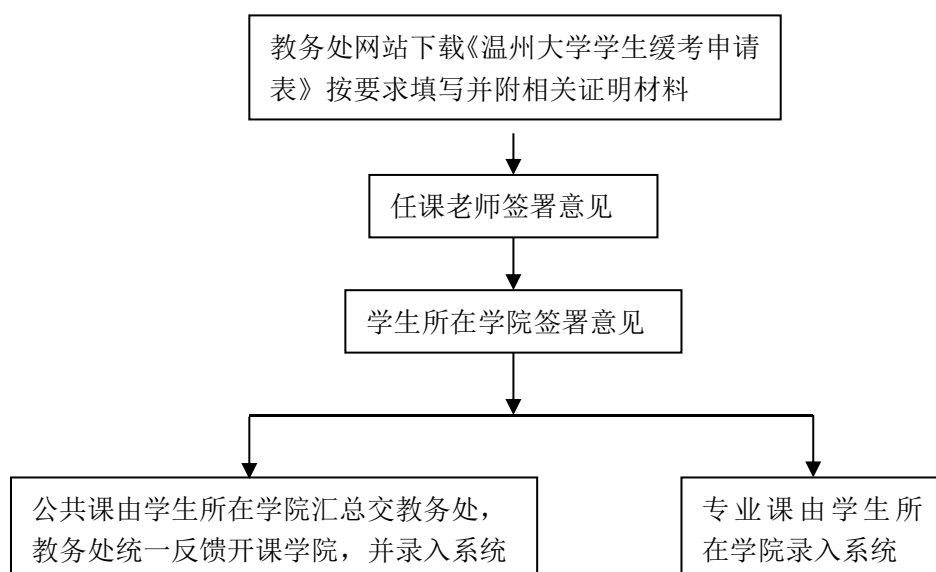 教务处网站下载《温州大学学生缓考申请
表》按要求填写并附相关证明材料
任课老师签署意见
学生所在学院签署意见
公共课由学生所在学院汇总交教务处，
教务处统一反馈开课学院，并录入系统
专业课由学生所
在学院录入系统